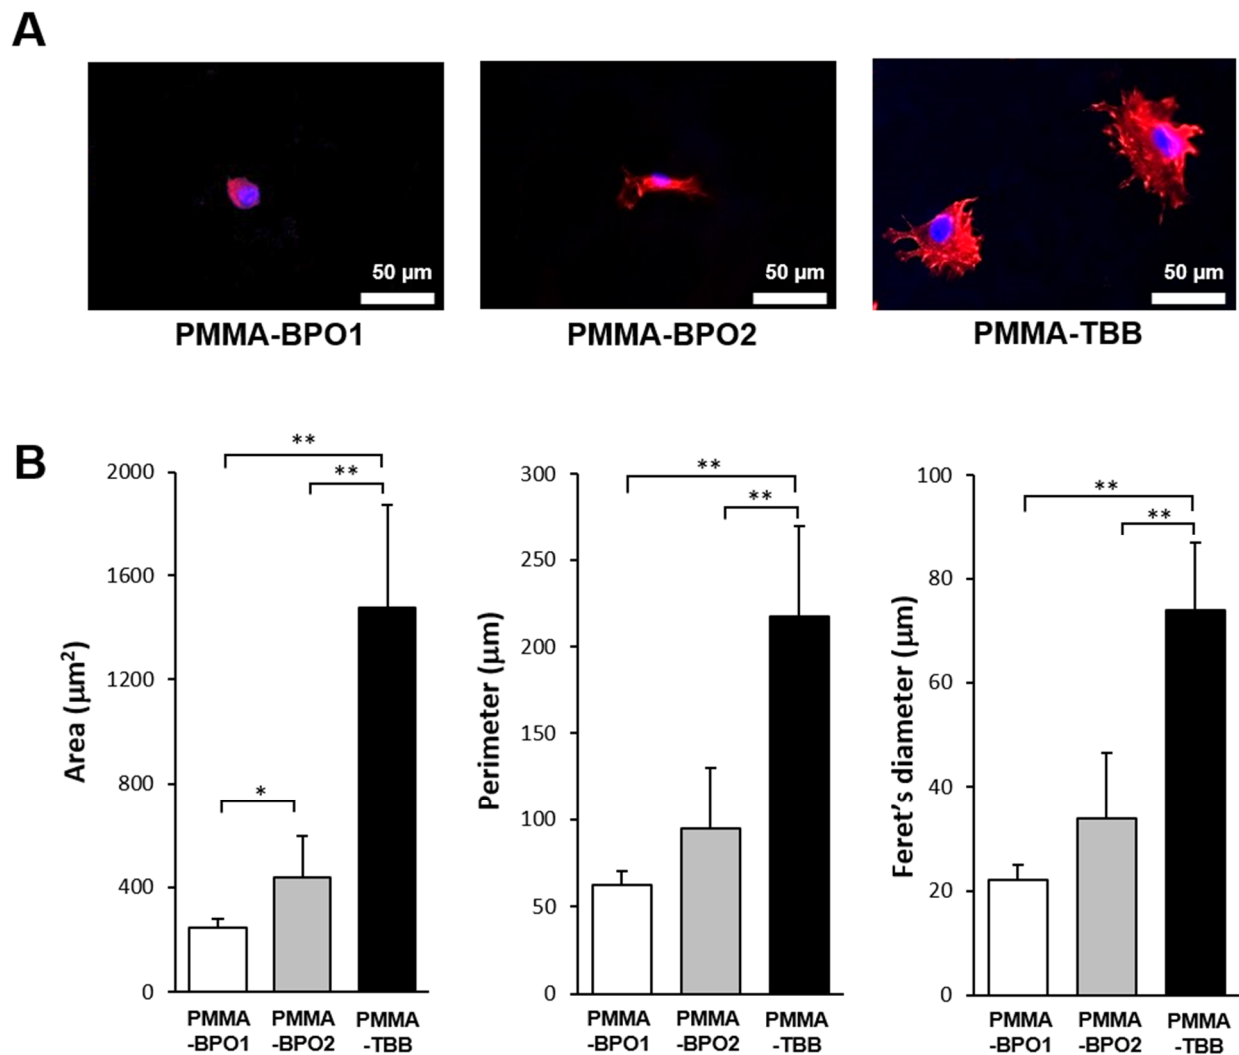 A
50 µm
50 µm
50 µm
PMMA-BPO1
PMMA-BPO2
PMMA-TBB
B
Area (µm²)
2000
1600
1200
800
400
0
**
**
*
PMMA
-BPO1
PMMA
-BPO2
PMMA
-TBB
Perimeter (µm)
300
250
200
150
100
50
0
**
**
PMMA
-BPO1
PMMA
-BPO2
PMMA
-TBB
Feret’s diameter (µm)
100
80
60
40
20
0
**
**
PMMA
-BPO1
PMMA
-BPO2
PMMA
-TBB